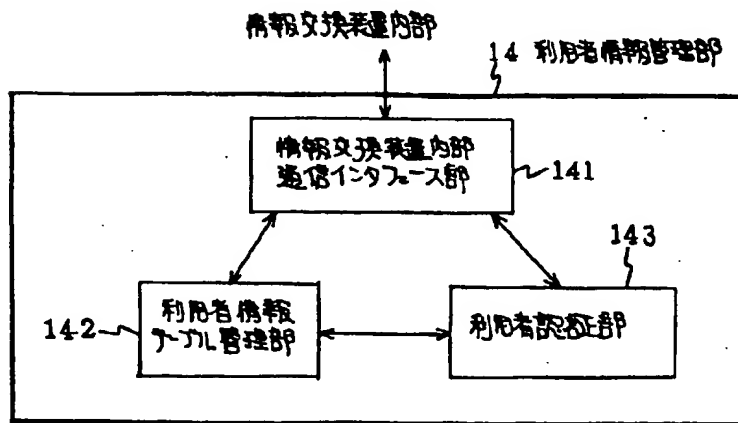 情報交換装置内部
14 利用者情報管理部
情報交換装置内部
通信インタフェース部
141
143
利用者情報
テーブル管理部
142
利用者認証部